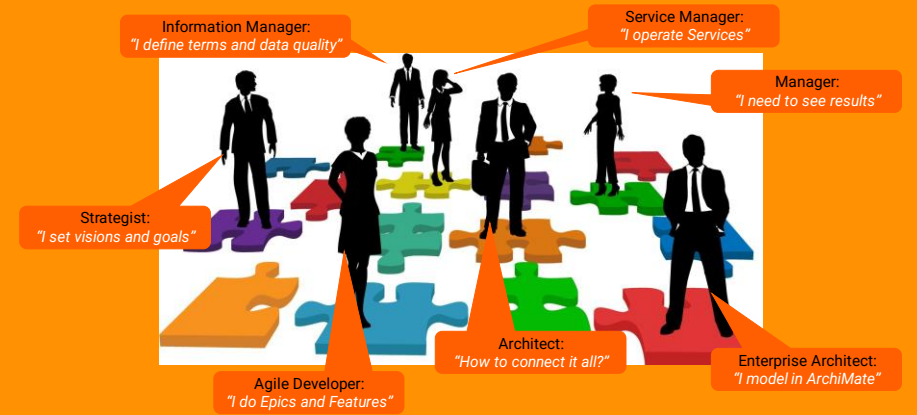 Information Manager:
“I define terms and data quality”
Service Manager:
“I operate Services”
Manager:
“I need to see results”
Strategist:
“I set visions and goals”
Architect:
“How to connect it all?”
Enterprise Architect:
“I model in ArchiMate”
Agile Developer:
“I do Epics and Features”